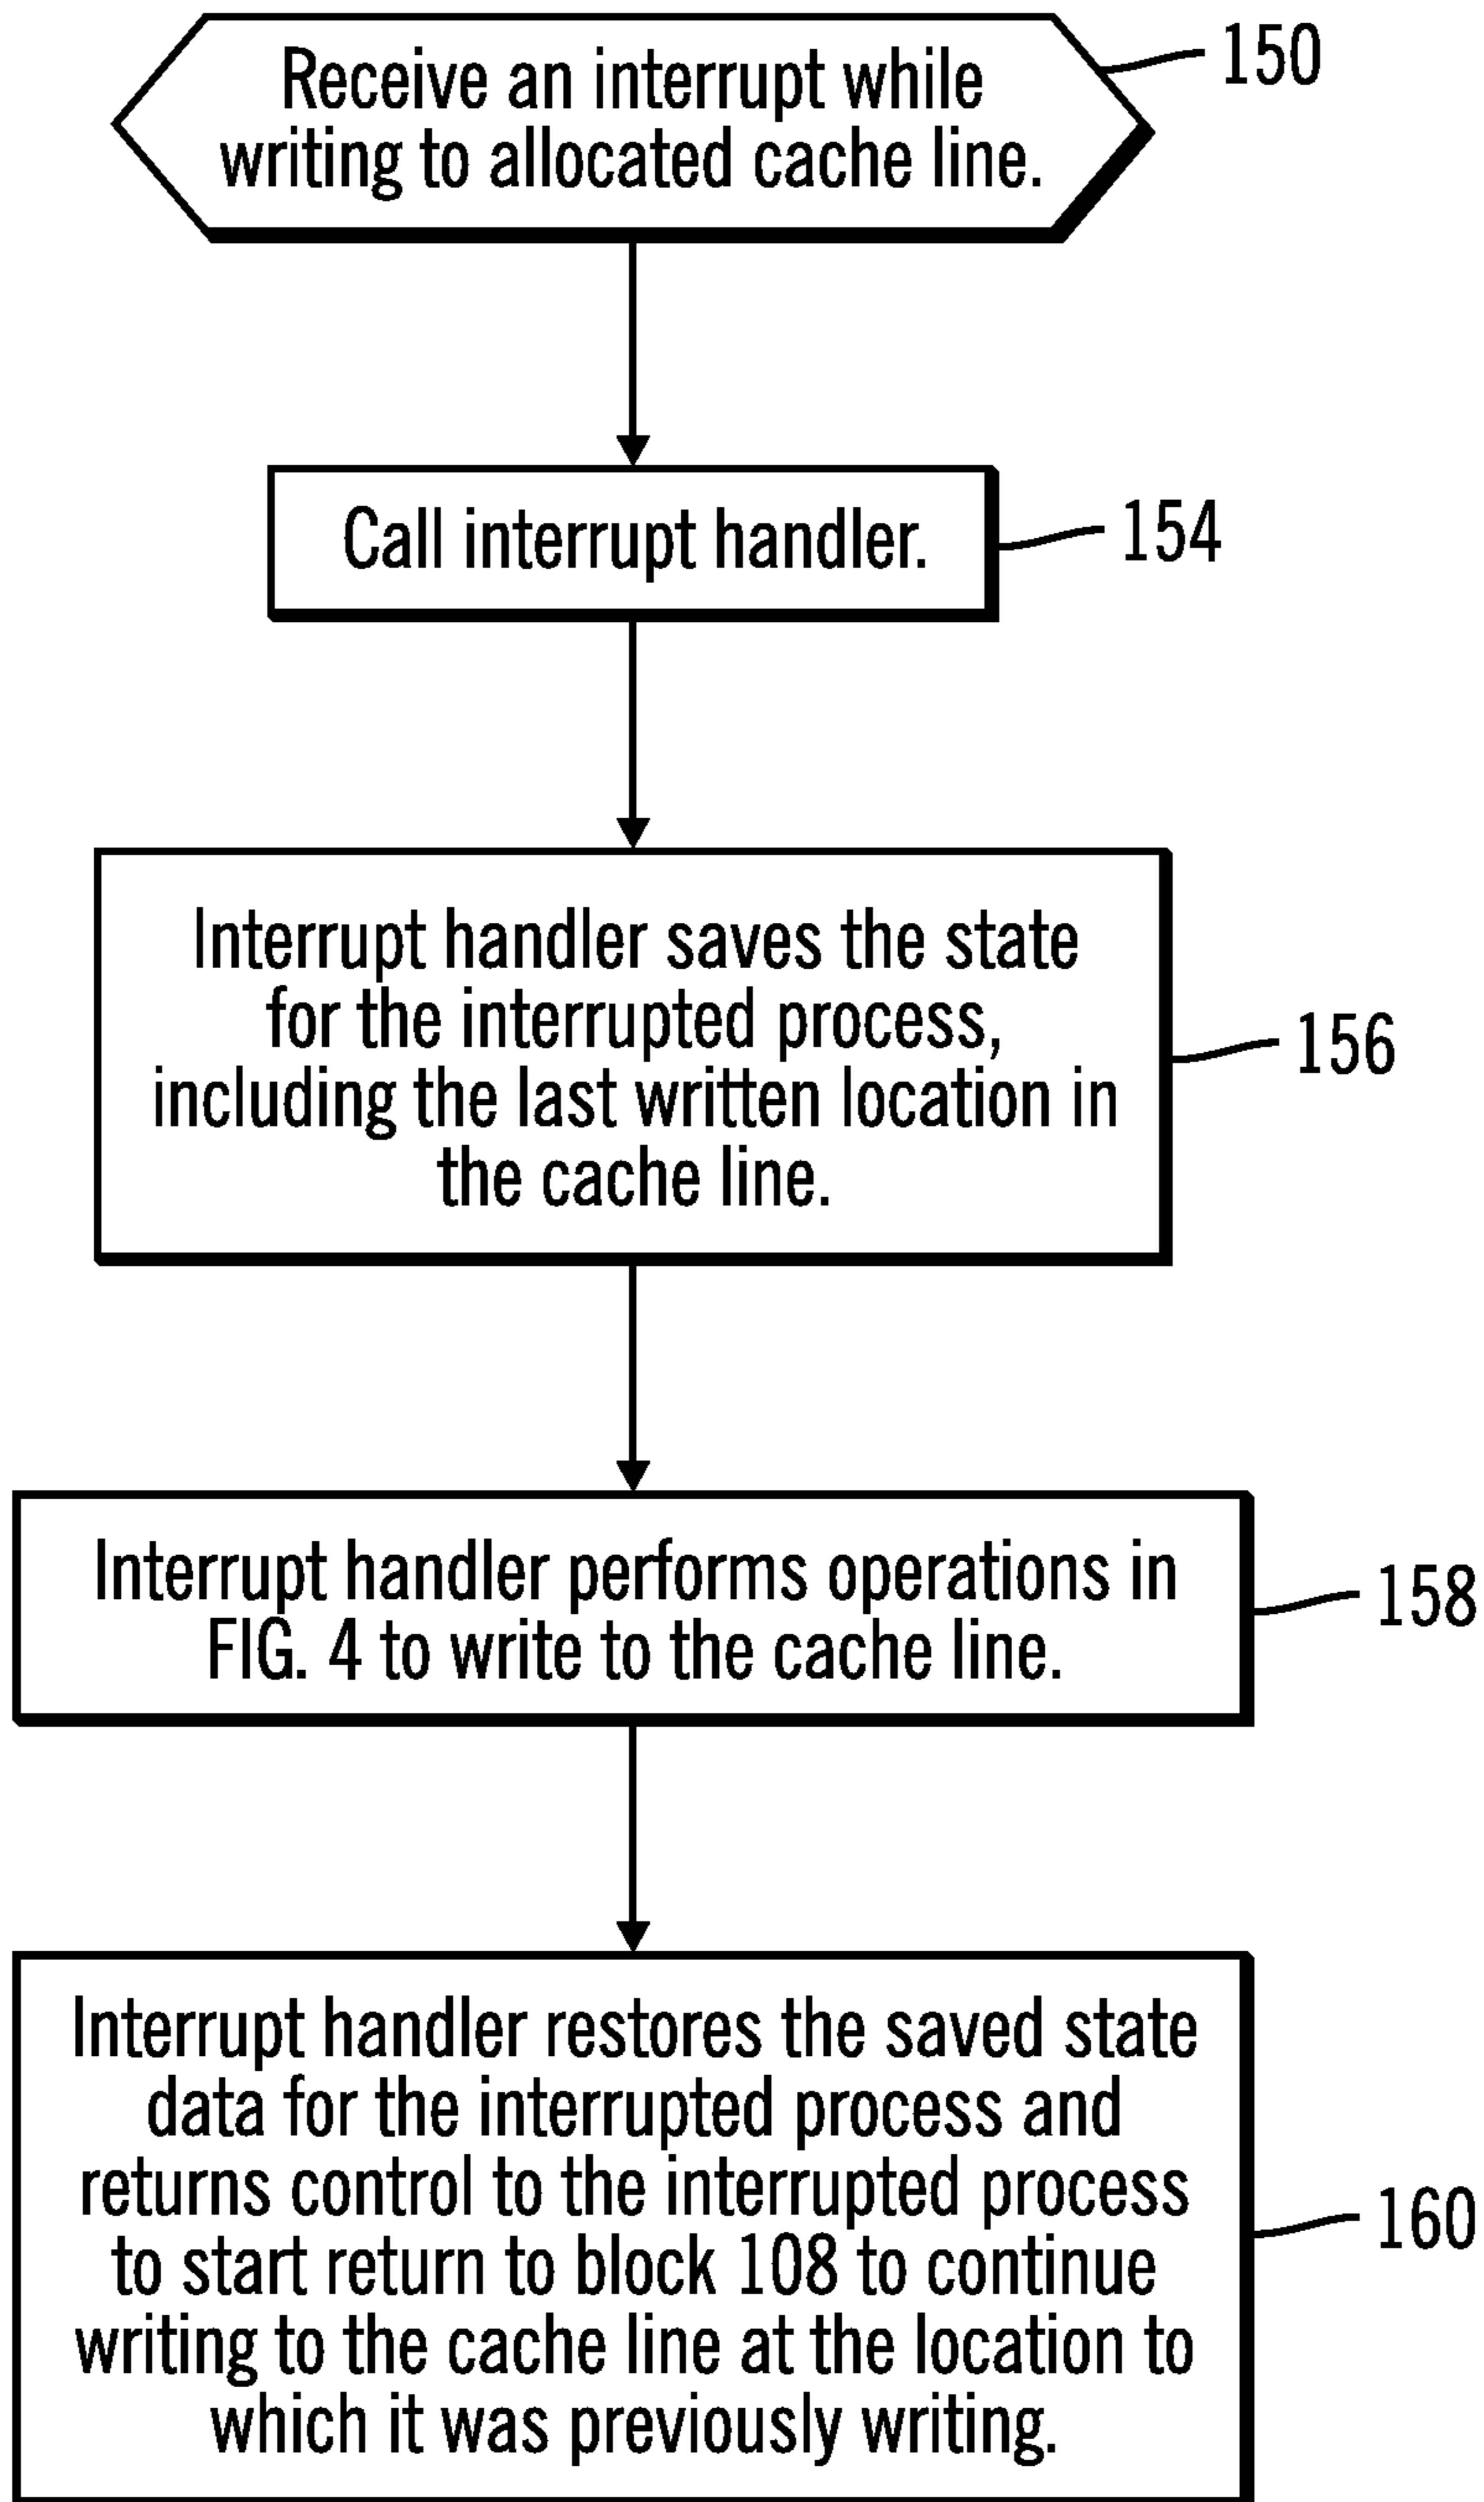 Receive an interrupt while
writing to allocated cache line.
150
Call interrupt handler.
154
Interrupt handler saves the state
for the interrupted process,
including the last written location in
the cache line.
156
Interrupt handler performs operations in
FIG. 4 to write to the cache line.
158
Interrupt handler restores the saved state
data for the interrupted process and
returns control to the interrupted process
to start return to block 108 to continue
writing to the cache line at the location to
which it was previously writing.
160